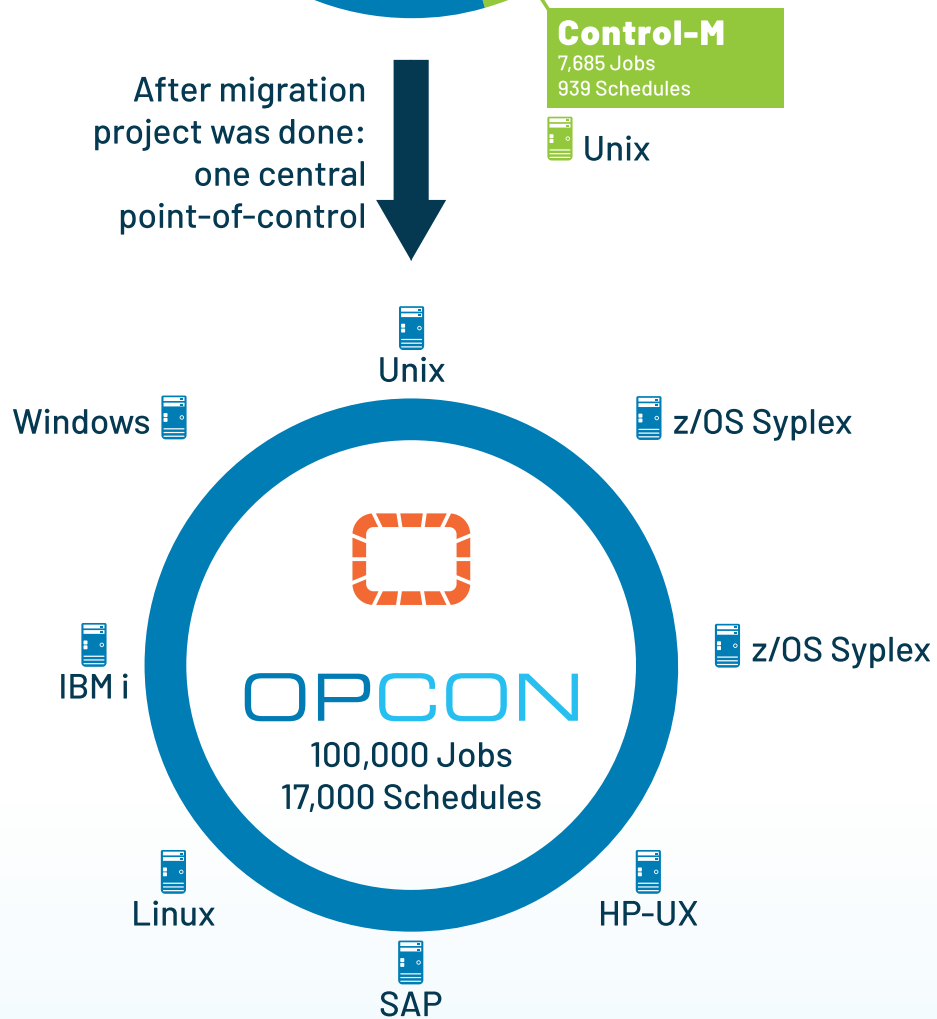 Control-M
7,685 Jobs
939 Schedules
Unix
After migration
project was done:
one central
point-of-control
Unix
Windows
z/OS Syplex
IBM i
z/OS Syplex
OPCON
100,000 Jobs
17,000 Schedules
Linux
HP-UX
SAP